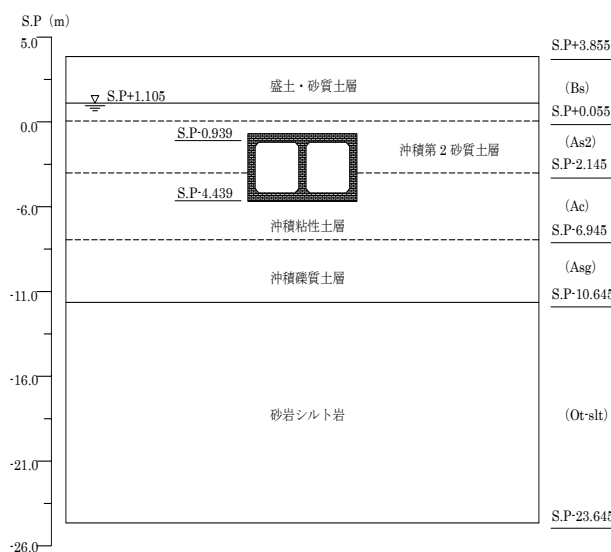 S.P (m)
5.0
S.P+3.855
盛土・砂質土層
(Bs)
S.P+1.105
S.P+0.055
0.0
S.P-0.939
沖積第2砂質土層
(As2)
S.P-2.145
S.P-4.439
(Ac)
-6.0
沖積粘性土層
S.P-6.945
沖積礫質土層
(Asg)
-11.0
S.P-10.645
-16.0
砂岩シルト岩
(Ot-slt)
-21.0
S.P-23.645
-26.0